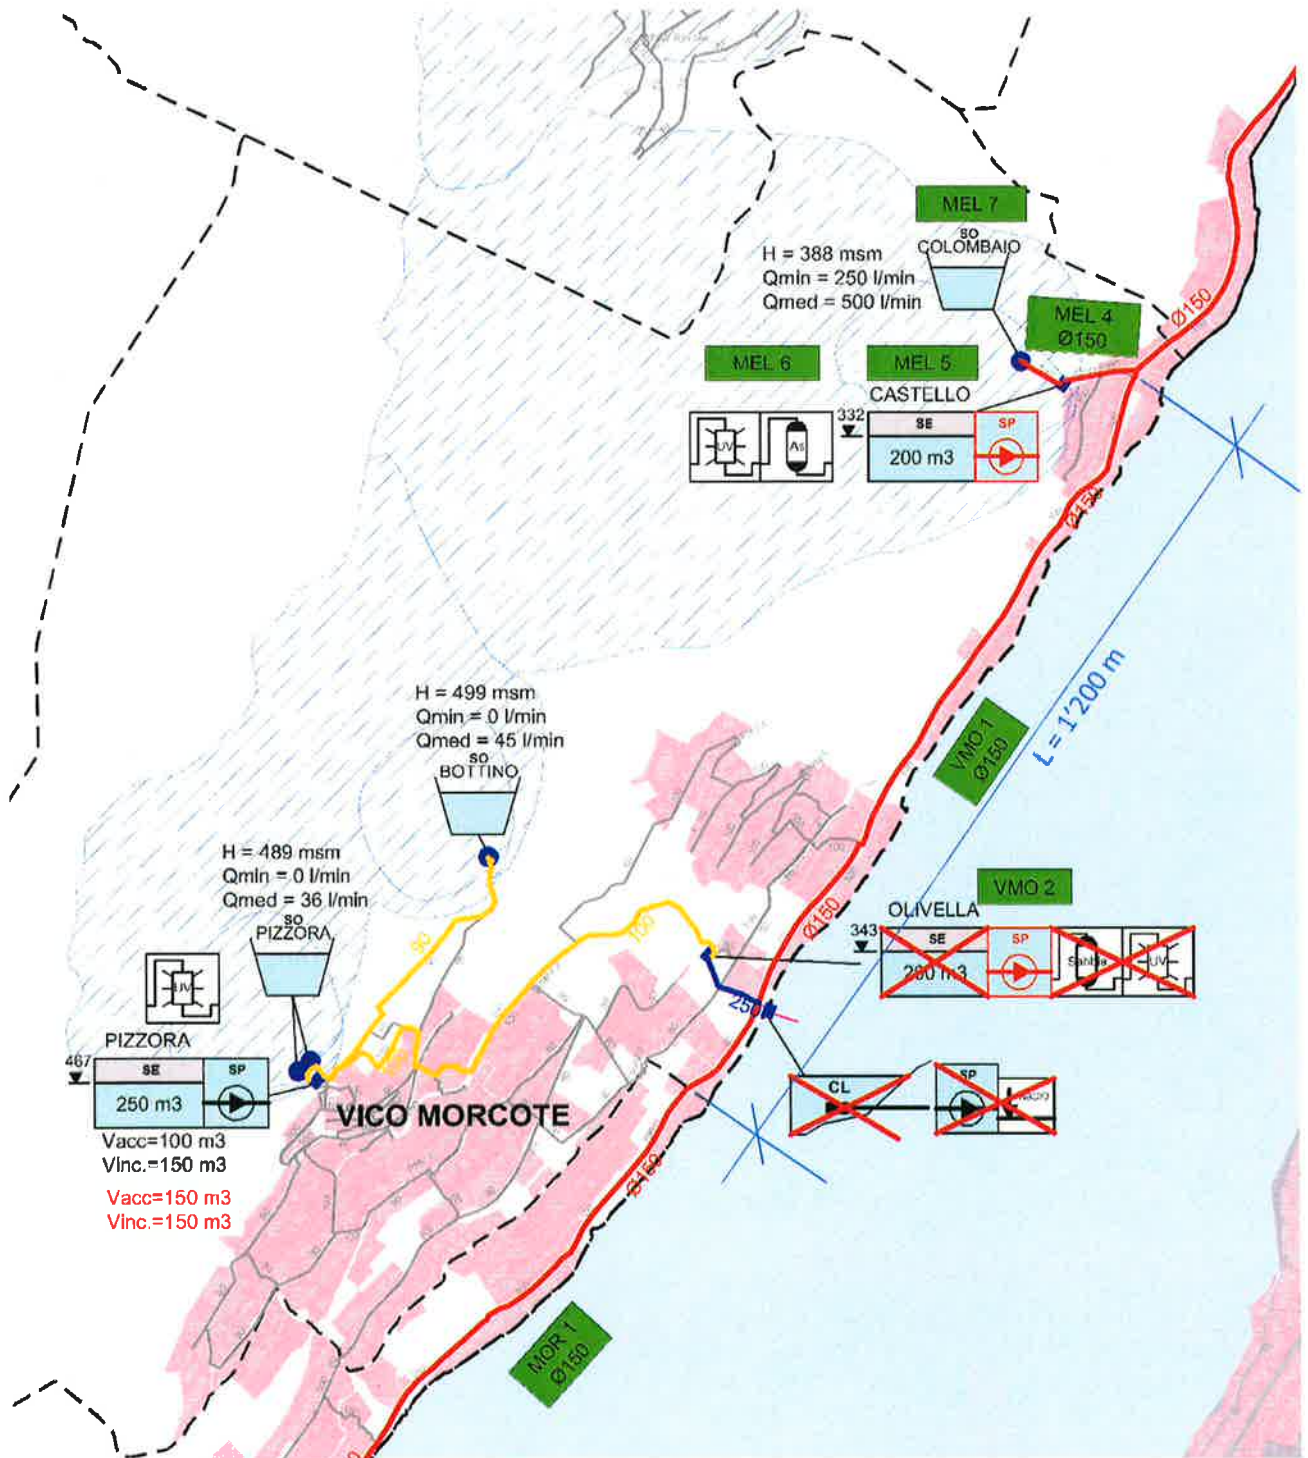 MEL 7
so
COLOMBAIO
H = 388 msm
Qmin = 250 l/min
Qmed = 500 l/min
MEL 4
Ø150
Ø150
MEL 6
MEL 5
CASTELLO
332
SE
SP
200 m3
UV
As
Ø150
L = 1'200 m
VMO 1
Ø150
H = 499 msm
Qmin = 0 l/min
Qmed = 45 l/min
so
BOTTINO
H = 489 msm
Qmin = 0 l/min
Qmed = 36 l/min
so
PIZZORA
90
100
Ø150
VMO 2
OLIVELLA
343
SE
SP
200 m3
Sabbia
UV
250
UV
PIZZORA
467
SE
SP
250 m3
Vacc=100 m3
Vinc.=150 m3
Vacc=150 m3
Vinc.=150 m3
VICO MORCOTE
CL
SP
Ø150
MOR 1
Ø150